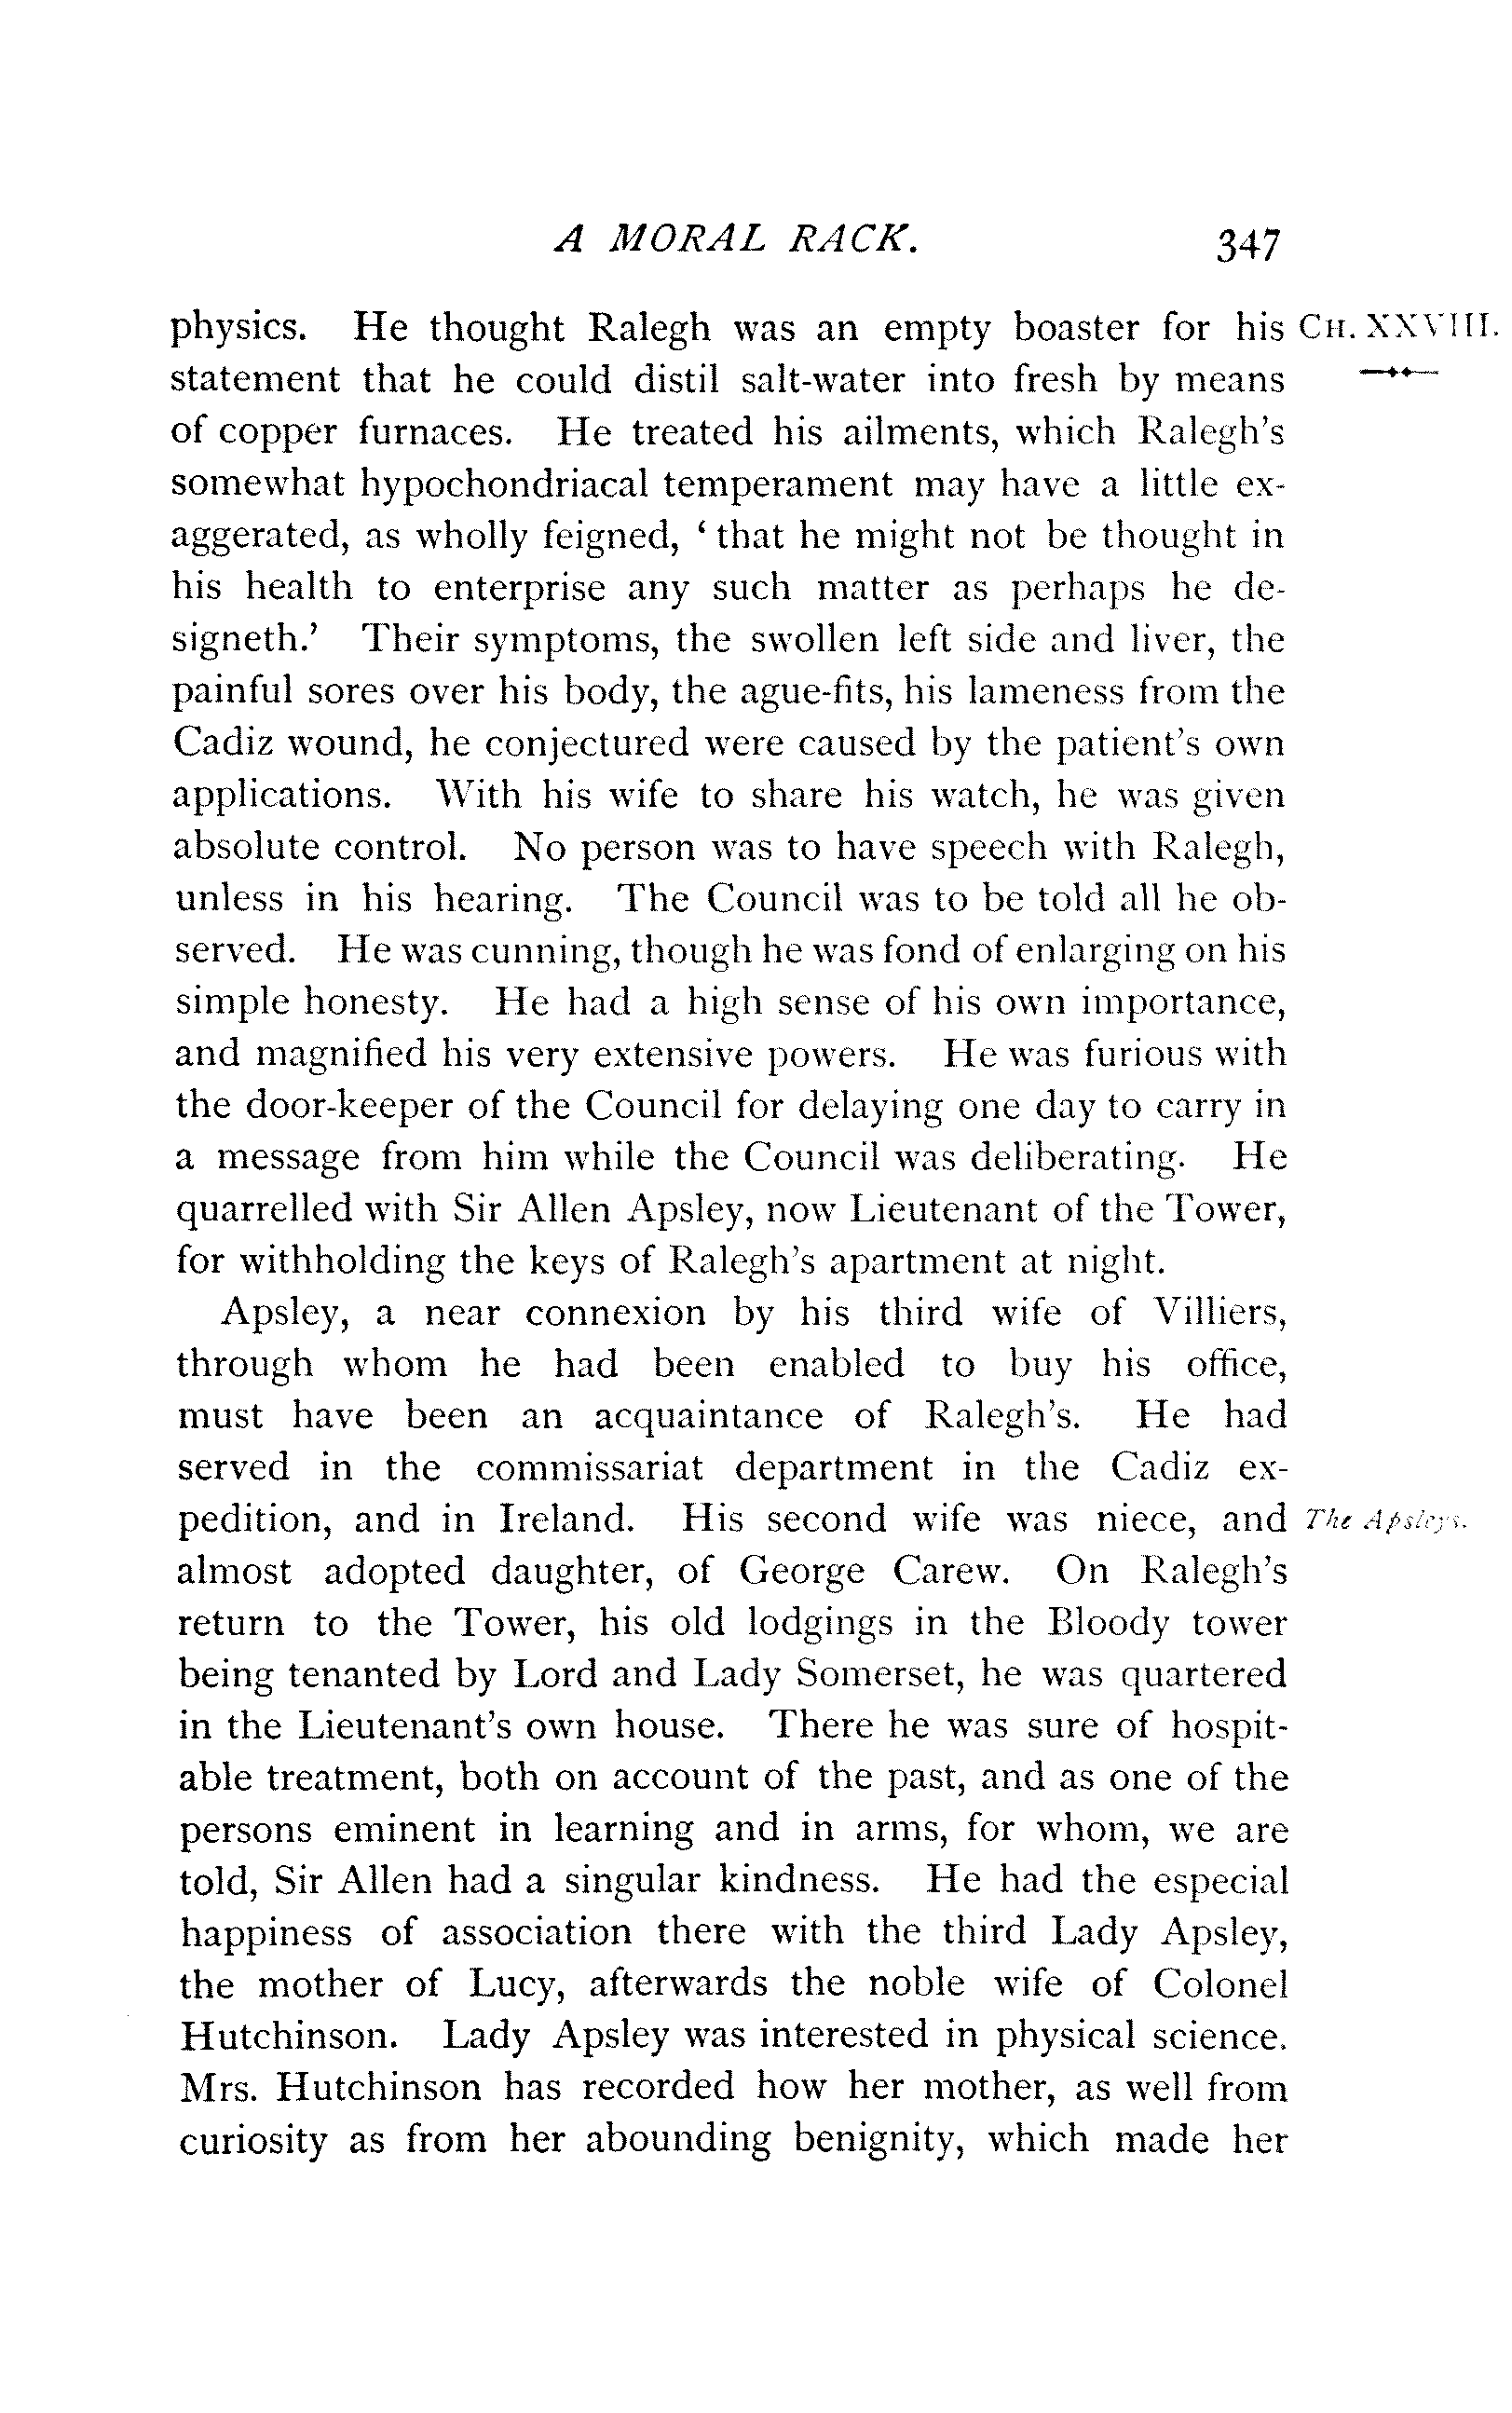 A MORAL RACK. 347
physics. He thought Ralegh was an empty boaster for his CH. XXVIII.
statement that he could distil salt-water into fresh by means
of copper furnaces. He treated his ailments, which Ralegh's
somewhat hypochondriacal temperament may have a little ex-
aggerated, as wholly feigned, ‘that he might not be thought in
his health to enterprise any such matter as perhaps he de-
signeth.’ Their symptoms, the swollen left side and liver, the
painful sores over his body, the ague-fits, his lameness from the
Cadiz wound, he conjectured were caused by the patient's own
applications. With his wife to share his watch, he was given
absolute control. No person was to have speech with Ralegh,
unless in his hearing. The Council was to be told all he ob-
served. He was cunning, though he was fond of enlarging on his
simple honesty. He had a high sense of his own importance,
and magnified his very extensive powers. He was furious with
the door-keeper of the Council for delaying one day to carry in
a message from him while the Council was deliberating. He
quarrelled with Sir Allen Apsley, now Lieutenant of the Tower,
for withholding the keys of Ralegh's apartment at night.
Apsley, a near connexion by his third wife of Villiers,
through whom he had been enabled to buy his office,
must have been an acquaintance of Ralegh's. He had
served in the commissariat department in the Cadiz ex-
pedition, and in Ireland. His second wife was niece, and The Apsleys.
almost adopted daughter, of George Carew. On Ralegh's
return to the Tower, his old lodgings in the Bloody tower
being tenanted by Lord and Lady Somerset, he was quartered
in the Lieutenant's own house. There he was sure of hospit-
able treatment, both on account of the past, and as one of the
persons eminent in learning and in arms, for whom, we are
told, Sir Allen had a singular kindness. He had the especial
happiness of association there with the third Lady Apsley,
the mother of Lucy, afterwards the noble wife of Colonel
Hutchinson. Lady Apsley was interested in physical science.
Mrs. Hutchinson has recorded how her mother, as well from
curiosity as from her abounding benignity, which made her